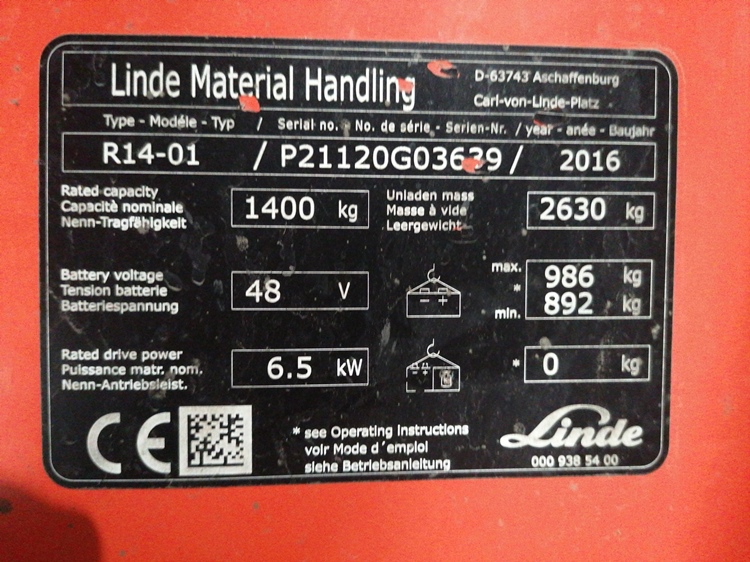 Linde Material Handling
D-63743 Aschaffenburg
Carl-von-Linde-Platz
Type - Modéle - Typ / Serial no. - No. de série - Serien-Nr. / year - anée - Baujahr
R14-01 / P21120G03639 / 2016
Rated capacity
Capacitè nominale
Nenn-Tragfähigkeit
1400 kg
Unladen mass
Masse à vide
Leergewicht
2630 kg
Battery voltage
Tension batterie
Batteriespannung
48 V
- +
max. 986 kg
*
min. 892 kg
Rated drive power
Puissance matr. nom.
Nenn-Antriebsleist.
6.5 kW
* 0 kg
CE
* see Operating Instructions
voir Mode d´emploi
siehe Betriebsanleitung
Linde
000 938 54 00